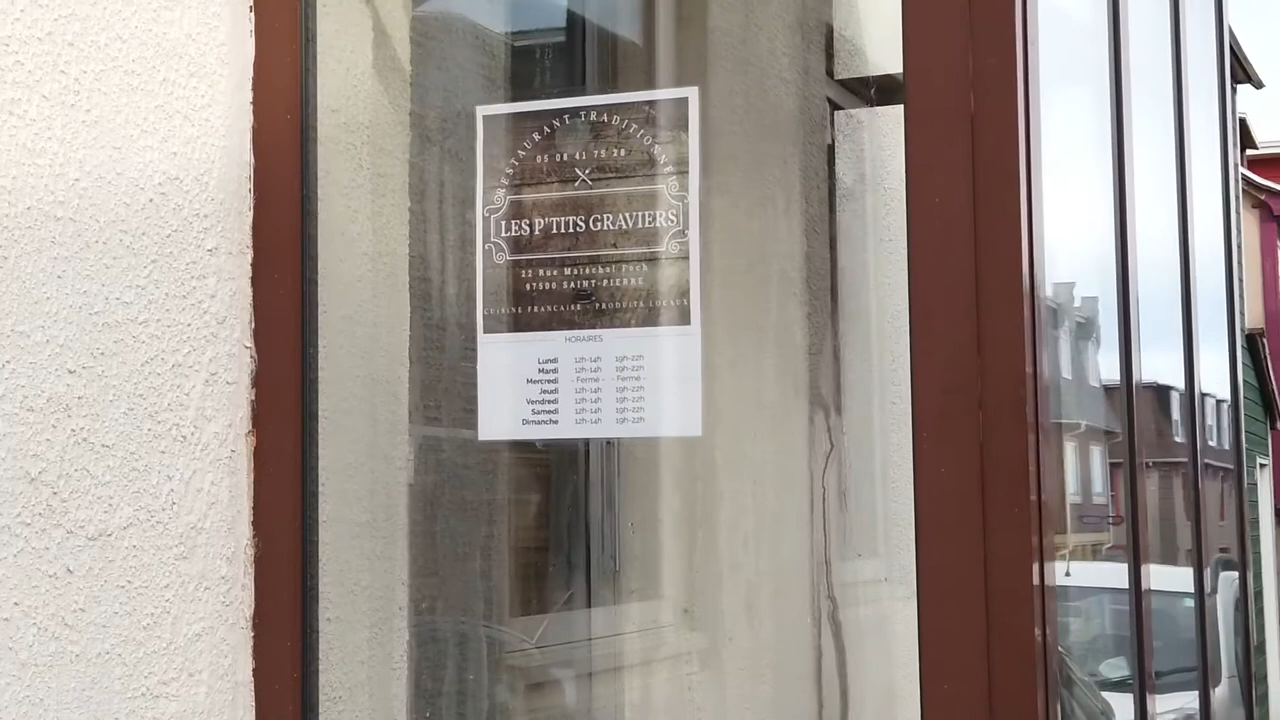 RESTAURANT TRADITIONNEL
05 08 41 75 28
LES P'TITS GRAVIERS
22 Rue Maréchal Foch
97500 SAINT-PIERRE
CUISINE FRANCAISE - PRODUITS LOCAUX
HORAIRES
Lundi 12h-14h 19h-22h
Mardi 12h-14h 19h-22h
Mercredi - Fermé - - Fermé -
Jeudi 12h-14h 19h-22h
Vendredi 12h-14h 19h-22h
Samedi 12h-14h 19h-22h
Dimanche 12h-14h 19h-22h